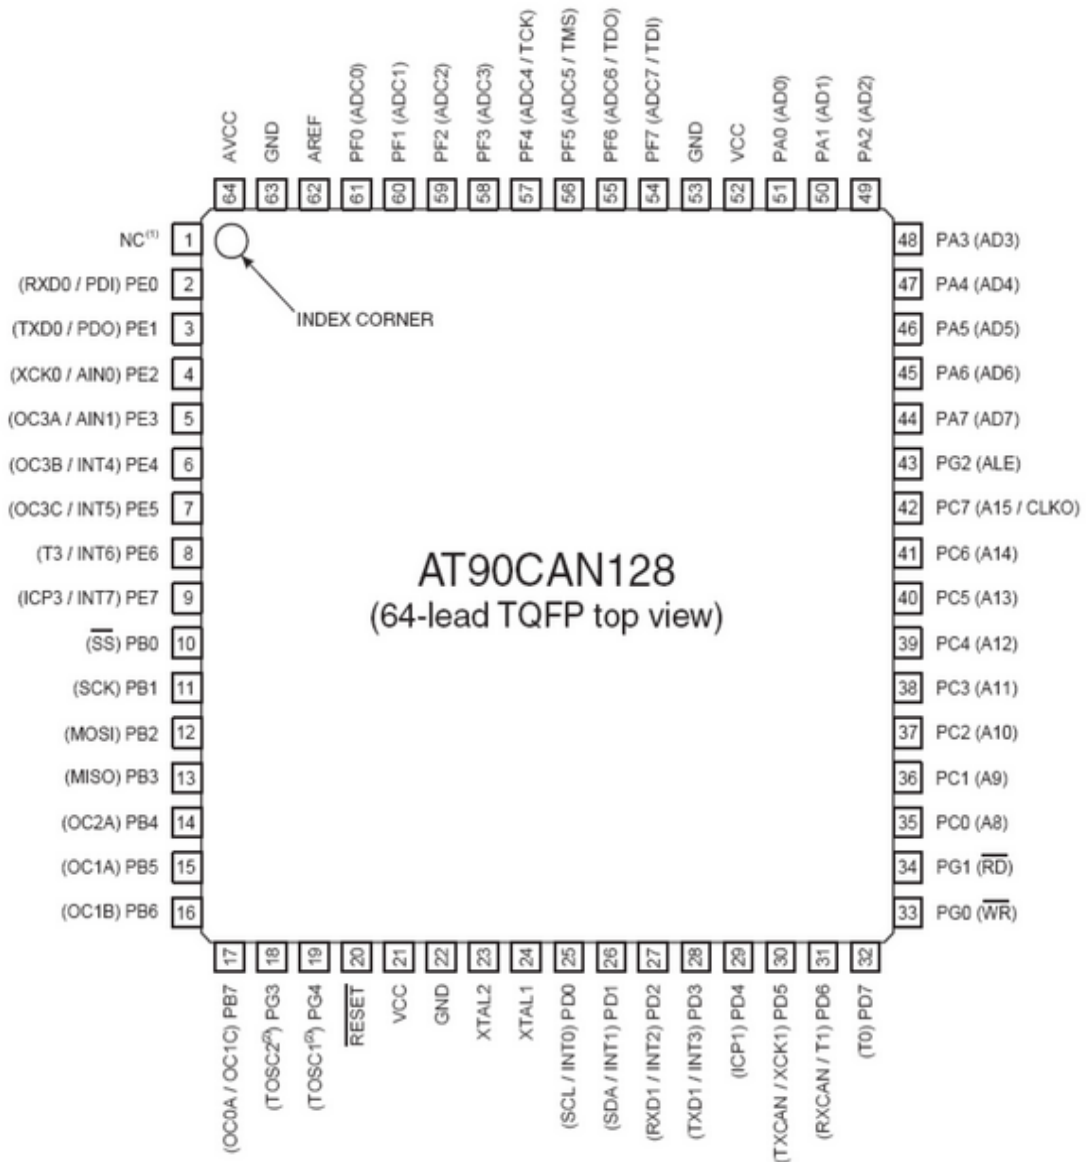 AVCC
GND
AREF
PF0 (ADC0)
PF1 (ADC1)
PF2 (ADC2)
PF3 (ADC3)
PF4 (ADC4 / TCK)
PF5 (ADC5 / TMS)
PF6 (ADC6 / TDO)
PF7 (ADC7 / TDI)
GND
VCC
PA0 (AD0)
PA1 (AD1)
PA2 (AD2)
64
63
62
61
60
59
58
57
56
55
54
53
52
51
50
49
NC(1) 1
(RXD0 / PDI) PE0 2
(TXD0 / PDO) PE1 3
(XCK0 / AIN0) PE2 4
(OC3A / AIN1) PE3 5
(OC3B / INT4) PE4 6
(OC3C / INT5) PE5 7
(T3 / INT6) PE6 8
(ICP3 / INT7) PE7 9
(SS) PB0 10
(SCK) PB1 11
(MOSI) PB2 12
(MISO) PB3 13
(OC2A) PB4 14
(OC1A) PB5 15
(OC1B) PB6 16
INDEX CORNER
AT90CAN128
(64-lead TQFP top view)
48 PA3 (AD3)
47 PA4 (AD4)
46 PA5 (AD5)
45 PA6 (AD6)
44 PA7 (AD7)
43 PG2 (ALE)
42 PC7 (A15 / CLKO)
41 PC6 (A14)
40 PC5 (A13)
39 PC4 (A12)
38 PC3 (A11)
37 PC2 (A10)
36 PC1 (A9)
35 PC0 (A8)
34 PG1 (RD)
33 PG0 (WR)
17
18
19
20
21
22
23
24
25
26
27
28
29
30
31
32
(OC0A / OC1C) PB7
(TOSC2(2)) PG3
(TOSC1(2)) PG4
RESET
VCC
GND
XTAL2
XTAL1
(SCL / INT0) PD0
(SDA / INT1) PD1
(RXD1 / INT2) PD2
(TXD1 / INT3) PD3
(ICP1) PD4
(TXCAN / XCK1) PD5
(RXCAN / T1) PD6
(T0) PD7